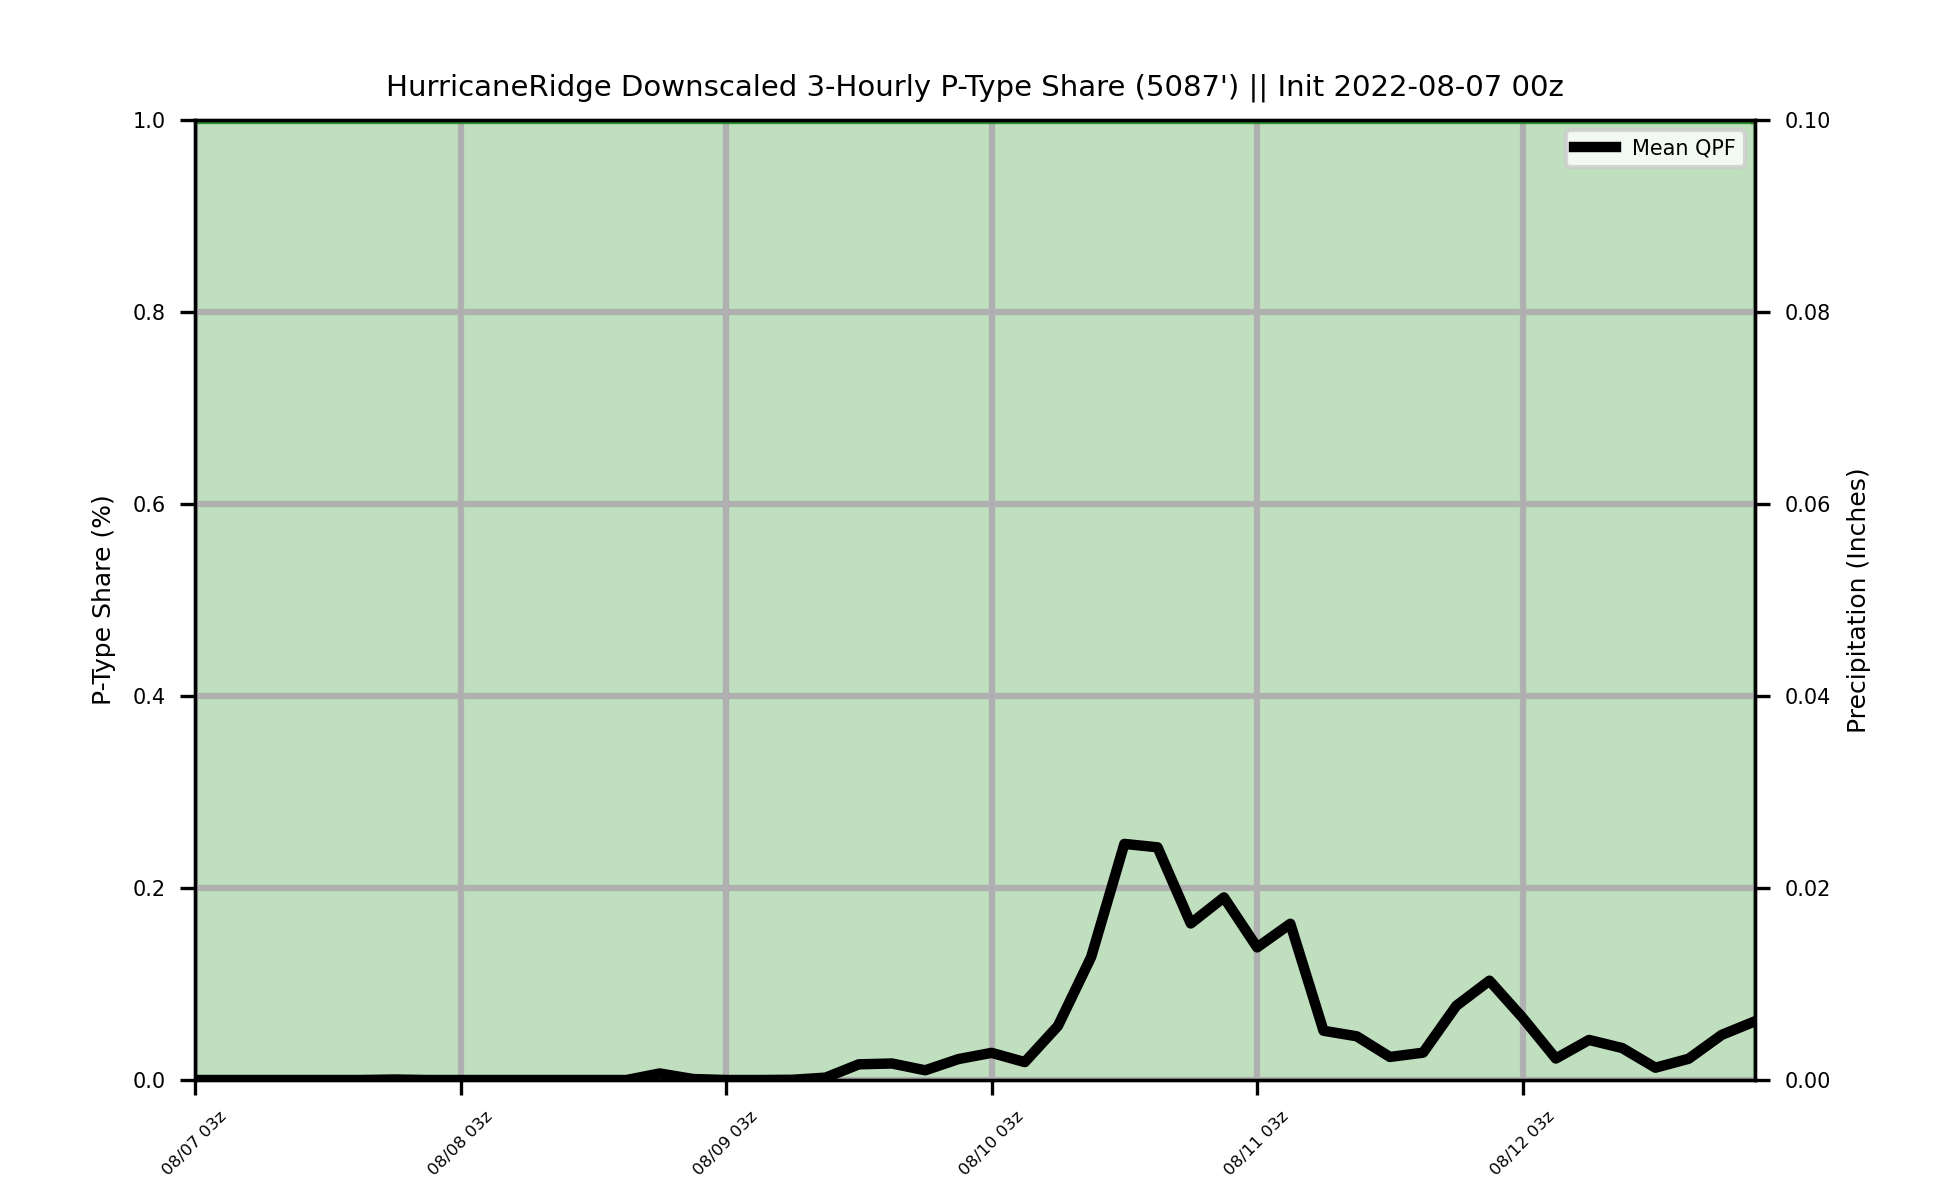 HurricaneRidge Downscaled 3-Hourly P-Type Share (5087') || Init 2022-08-07 00z
Mean QPF
P-Type Share (%)
1.0
0.8
0.6
0.4
0.2
0.0
0.10
0.08
0.06
0.04
0.02
0.00
Precipitation (Inches)
08/07 03z
08/08 03z
08/09 03z
08/10 03z
08/11 03z
08/12 03z